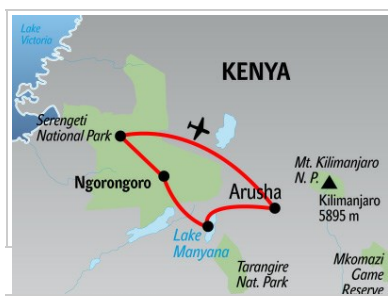 Lake
Victoria
KENYA
Serengeti
National Park
Ngorongoro
Mt. Kilimanjaro
N. P.
Arusha
Kilimanjaro
5895 m
Lake
Manyana
Tarangire
Nat. Park
Mkomazi
Game
Reserve